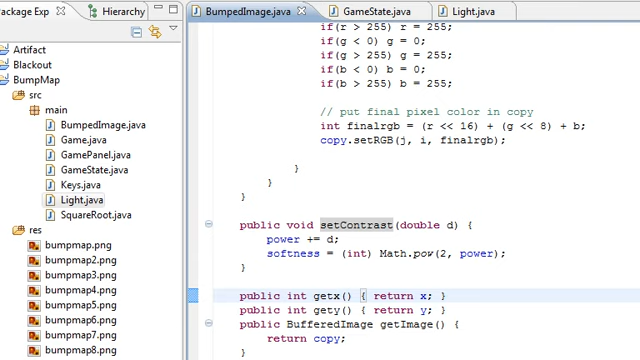 Package Exp
Hierarchy
Artifact
Blackout
BumpMap
src
main
BumpedImage.java
Game.java
GamePanel.java
GameState.java
Keys.java
Light.java
SquareRoot.java
res
bumpmap.png
bumpmap2.png
bumpmap3.png
bumpmap4.png
bumpmap5.png
bumpmap6.png
bumpmap7.png
bumpmap8.png
BumpedImage.java
GameState.java
Light.java
if(r > 255) r = 255;
if(g < 0) g = 0;
if(g > 255) g = 255;
if(b < 0) b = 0;
if(b > 255) b = 255;
// put final pixel color in copy
int finalrgb = (r << 16) + (g << 8) + b;
copy.setRGB(j, i, finalrgb);
}
}
}
public void setContrast(double d) {
power += d;
softness = (int) Math.pow(2, power);
}
public int getx() { return x; }
public int gety() { return y; }
public BufferedImage getImage() {
return copy;
}